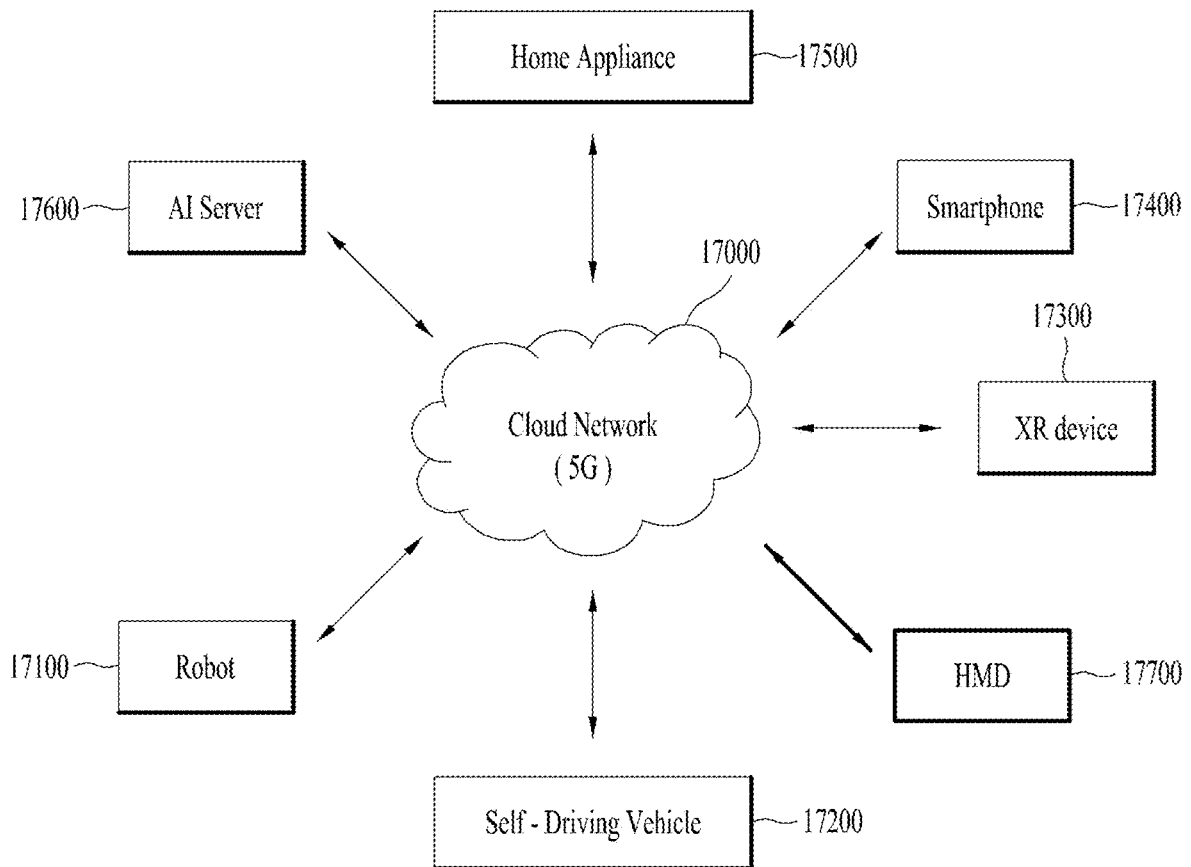 Home Appliance
17500
17600
AI Server
Smartphone
17400
17000
17300
Cloud Network
( 5G )
XR device
17100
Robot
HMD
17700
Self - Driving Vehicle
17200